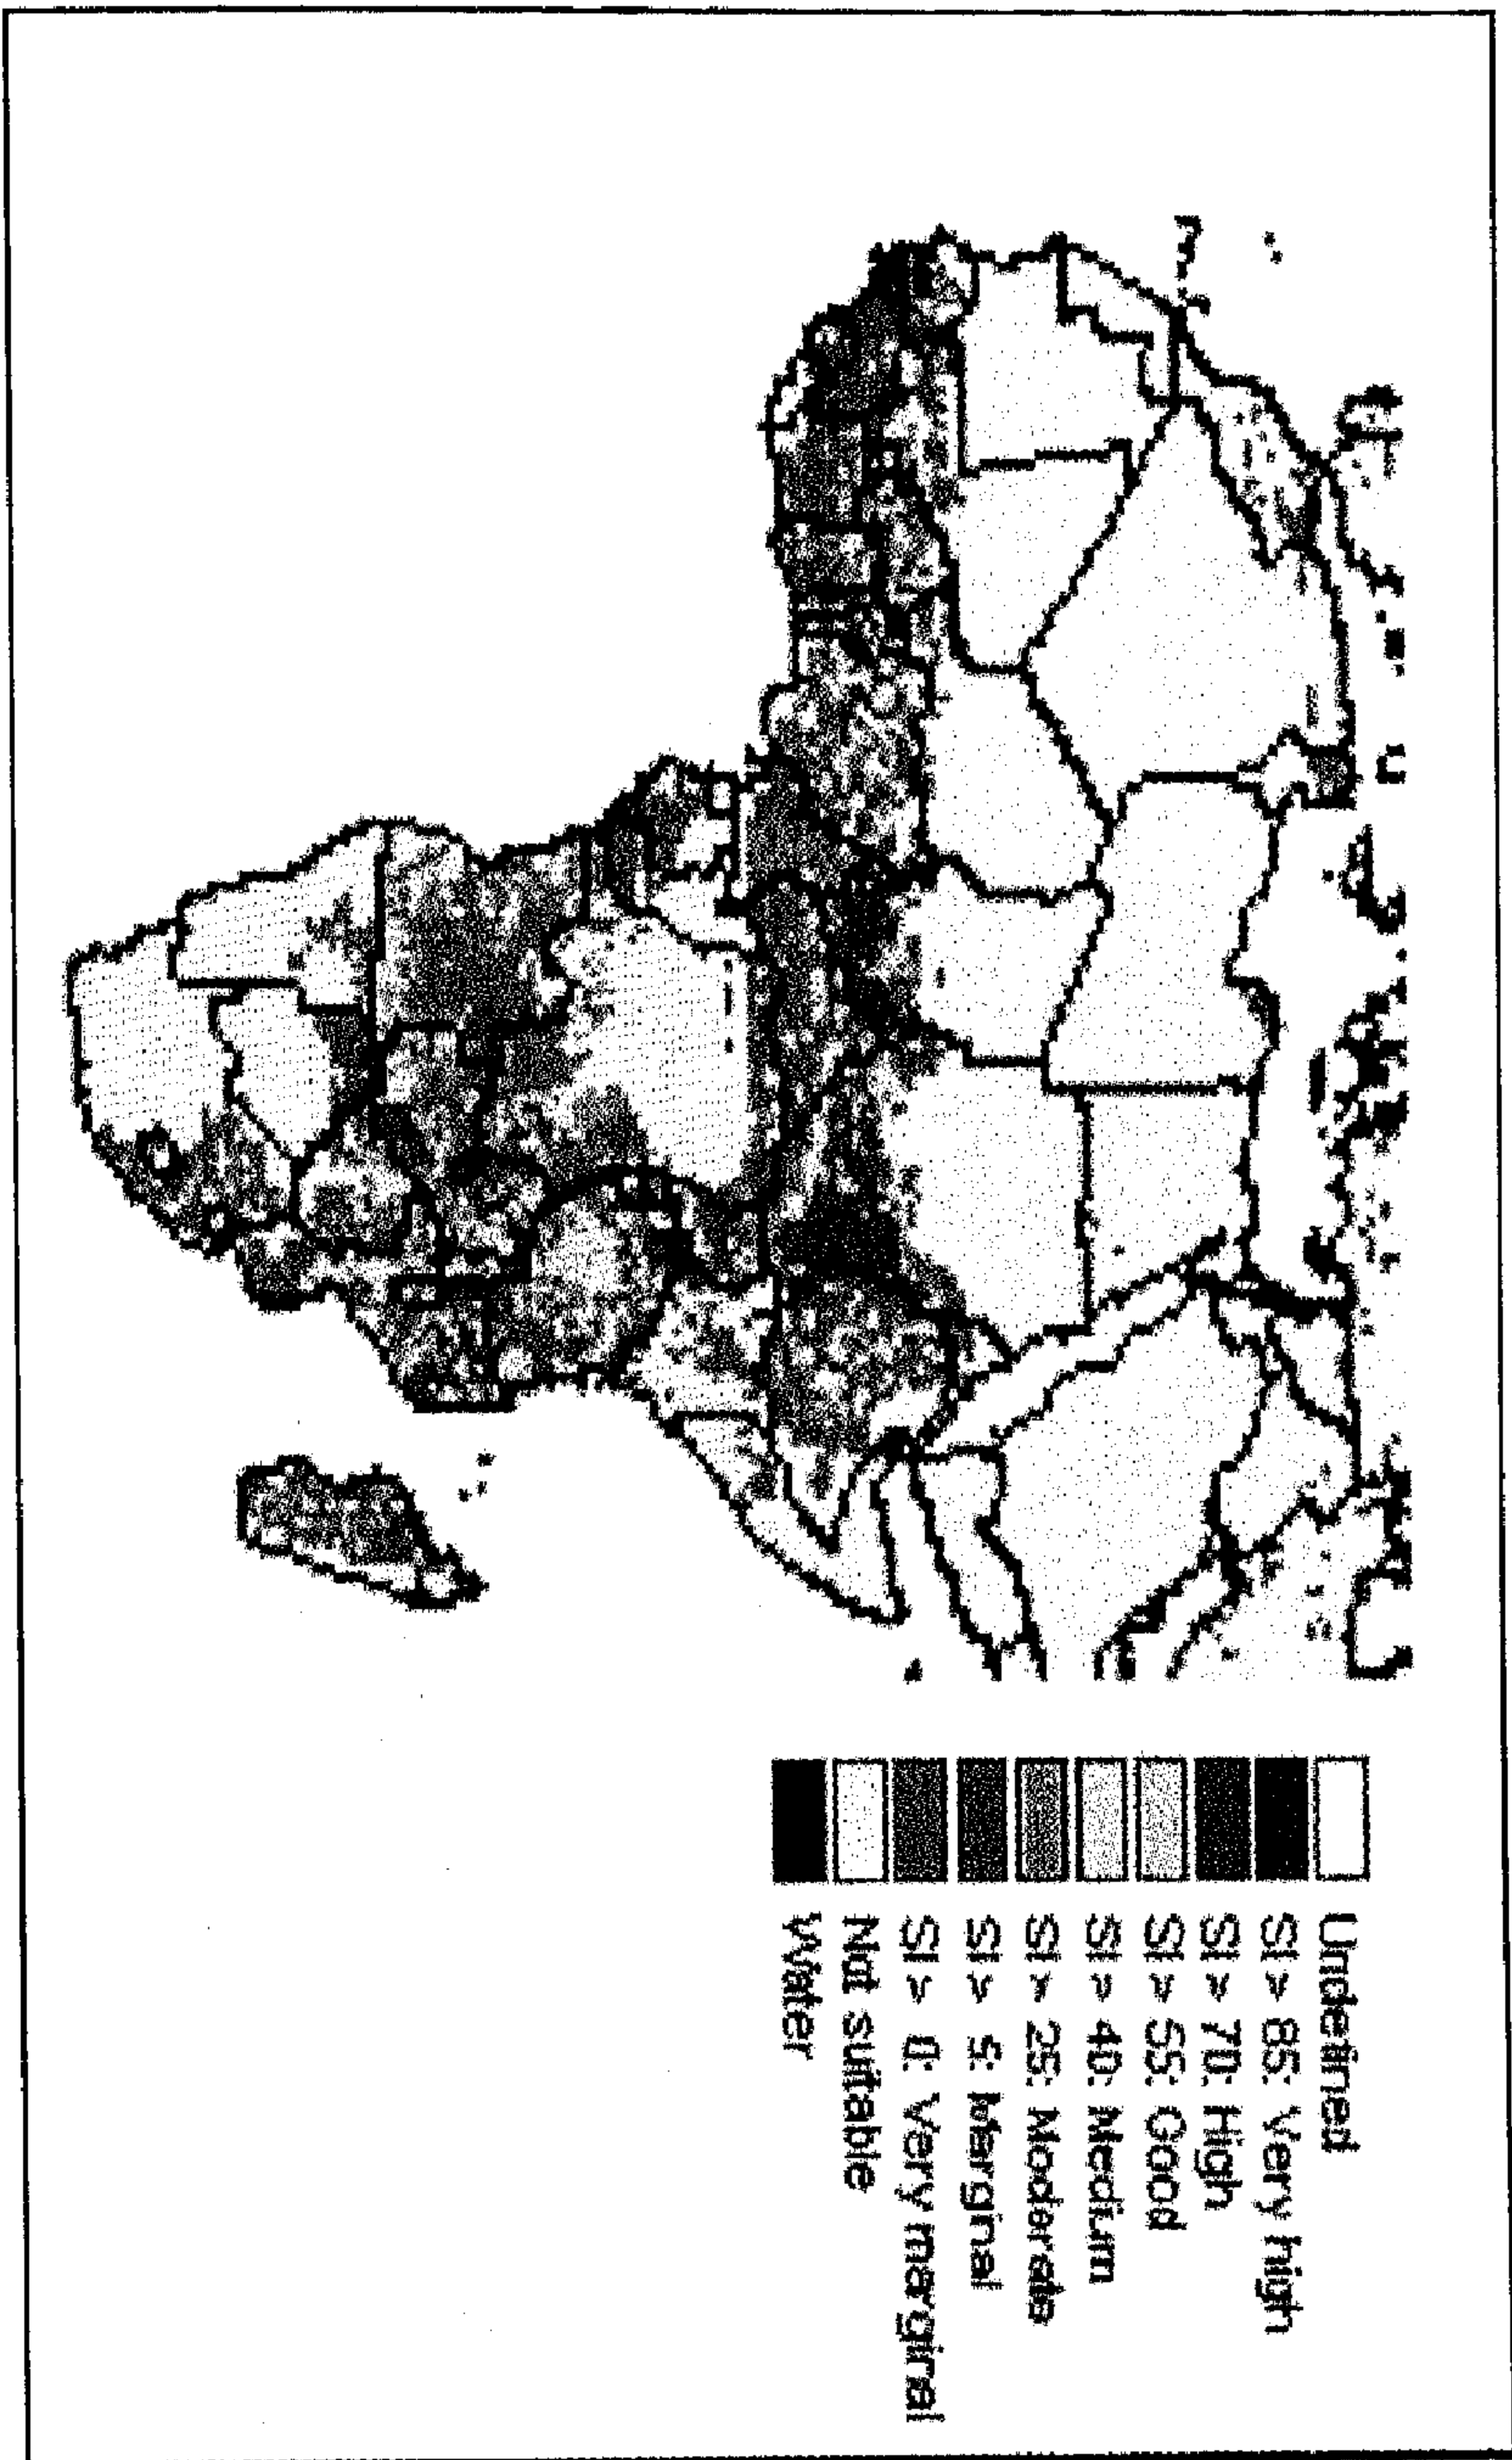 Undefined
SI > 85: Very high
SI > 70: High
SI > 55: Good
SI > 40: Medium
SI > 25: Moderate
SI > 5: Marginal
SI > 0: Very marginal
Not suitable
Water